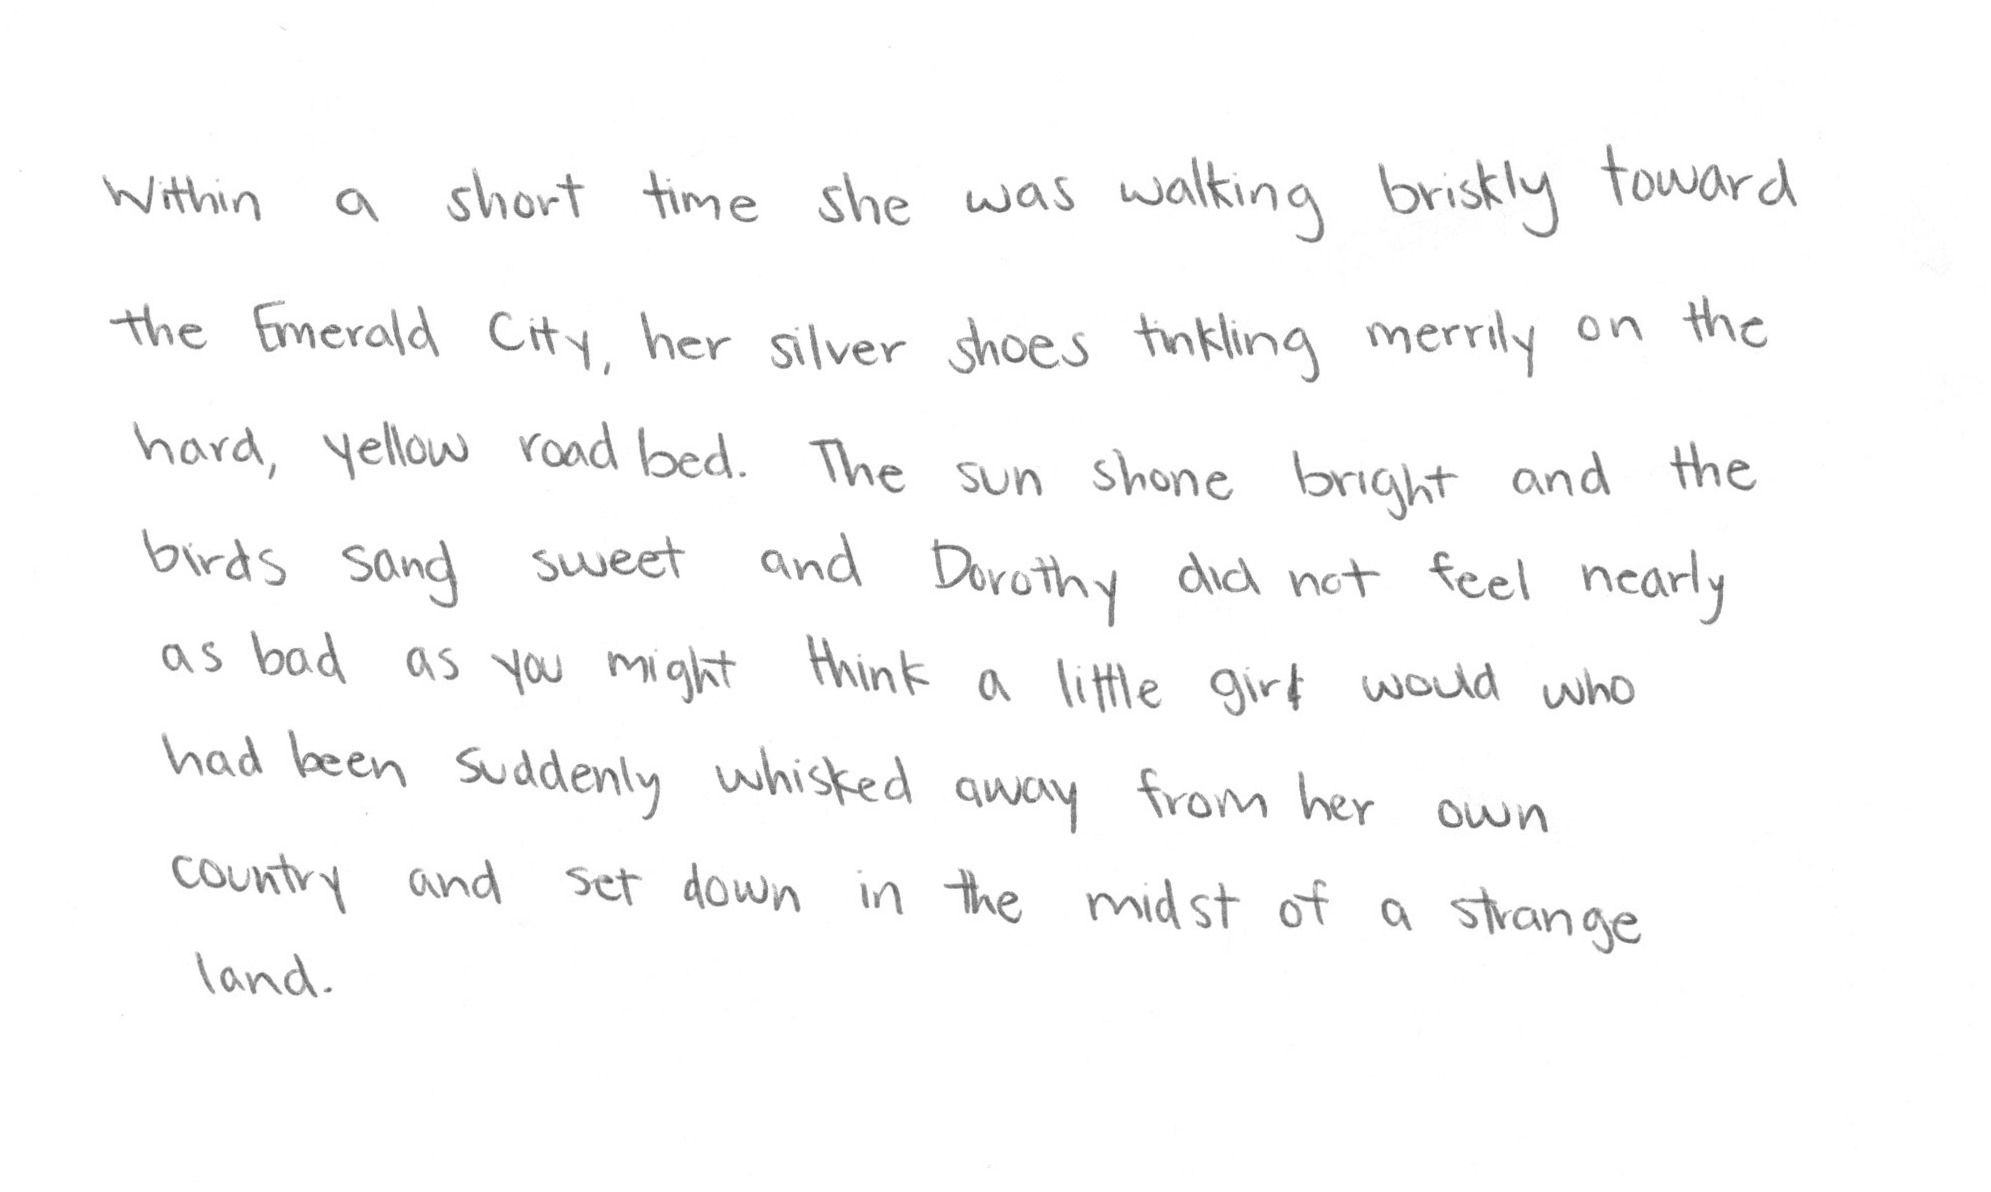 Within a short time she was walking briskly toward
the Emerald City, her silver shoes tinkling merrily on the
hard, yellow road bed. The sun shone bright and the
birds sang sweet and Dorothy did not feel nearly
as bad as you might think a little girl would who
had been suddenly whisked away from her own
country and set down in the midst of a strange
land.